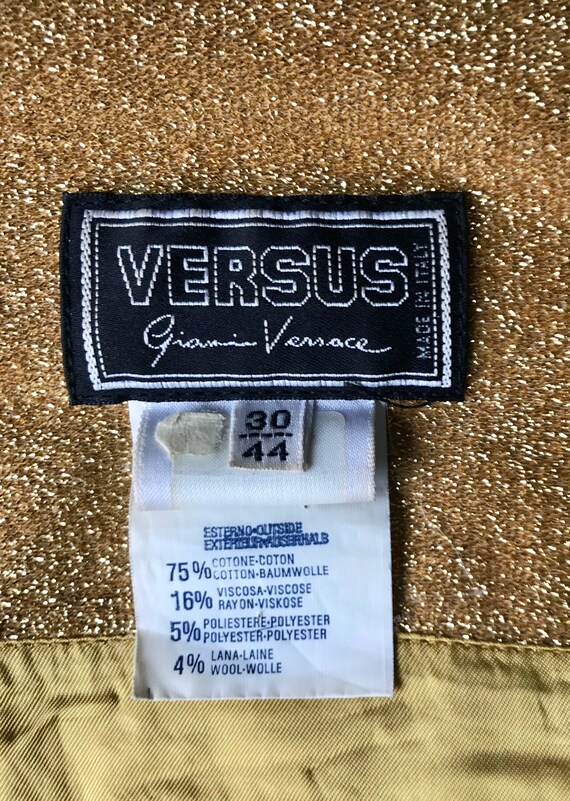 VERSUS
Gianni Versace
MADE IN ITALY
30
44
ESTERNO-OUTSIDE
EXTERIEUR-AUSSERHALB
75% COTONE-COTON
COTTON-BAUMWOLLE
16% VISCOSA-VISCOSE
RAYON-VISKOSE
5% POLIESTERE-POLYESTER
POLYESTER-POLYESTER
4% LANA-LAINE
WOOL-WOLLE